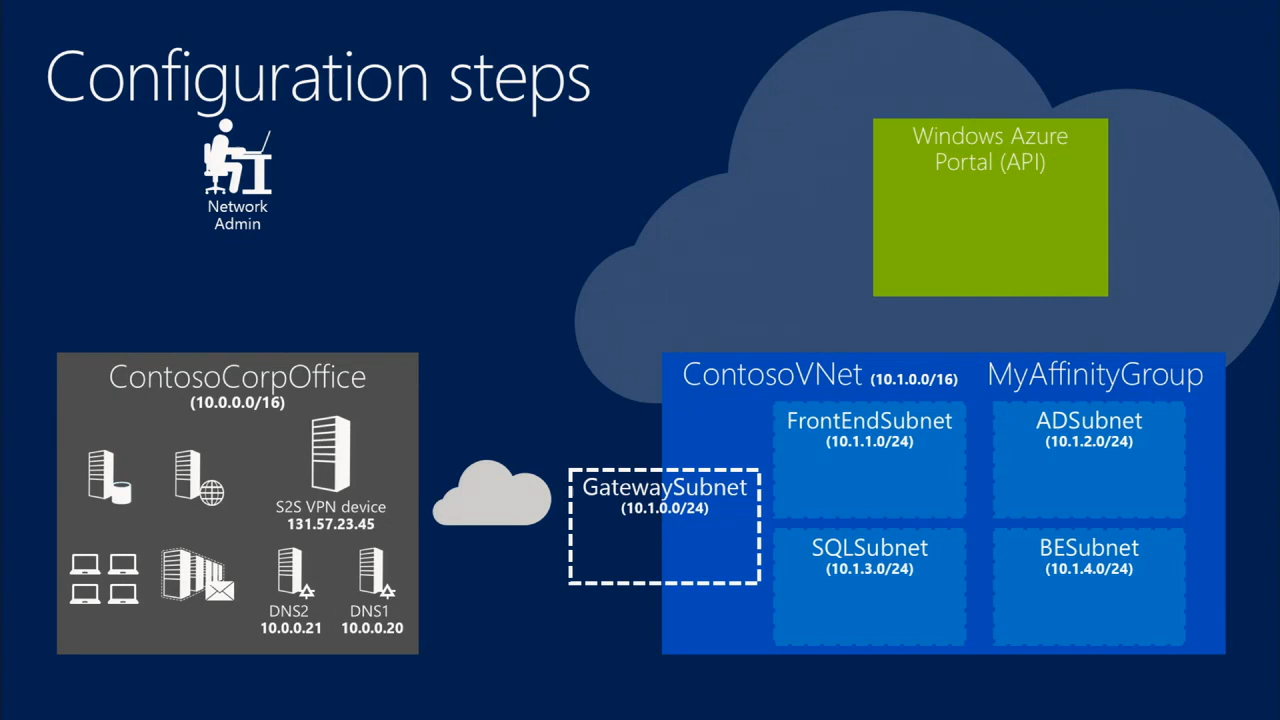 Configuration steps
Network
Admin
Windows Azure
Portal (API)
ContosoCorpOffice
(10.0.0.0/16)
S2S VPN device
131.57.23.45
DNS2
10.0.0.21
DNS1
10.0.0.20
ContosoVNet (10.1.0.0/16)
MyAffinityGroup
GatewaySubnet
(10.1.0.0/24)
FrontEndSubnet
(10.1.1.0/24)
ADSubnet
(10.1.2.0/24)
SQLSubnet
(10.1.3.0/24)
BESubnet
(10.1.4.0/24)